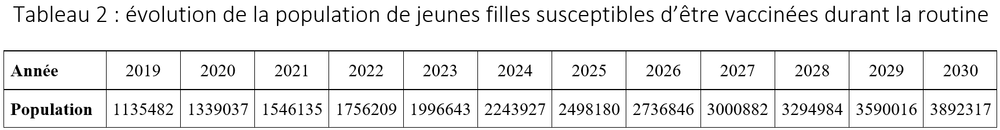 Tableau 2 : évolution de la population de jeunes filles susceptibles d’être vaccinées durant la routine
Année 2019 2020 2021 2022 2023 2024 2025 2026 2027 2028 2029 2030
Population 1135482 1339037 1546135 1756209 1996643 2243927 2498180 2736846 3000882 3294984 3590016 3892317